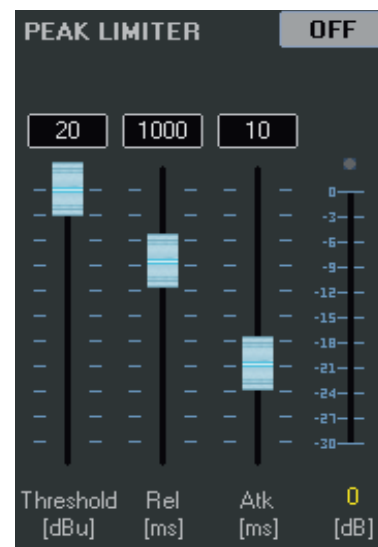 PEAK LIMITER OFF
20 1000 10
0
-3
-6
-9
-12
-15
-18
-21
-24
-27
-30
Threshold Rel Atk 0
[dBu] [ms] [ms] [dB]